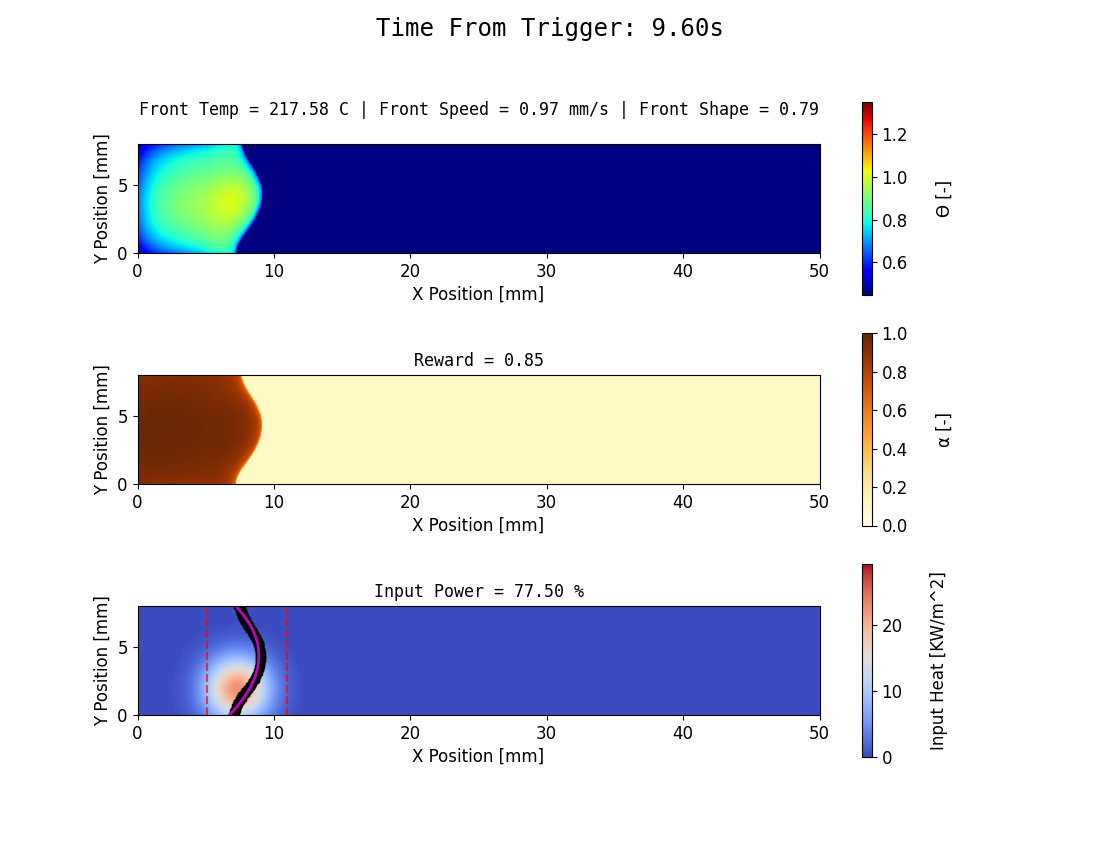 Time From Trigger: 9.60s
Front Temp = 217.58 C | Front Speed = 0.97 mm/s | Front Shape = 0.79
Y Position [mm]
5
0
0 10 20 30 40 50
X Position [mm]
1.2
1.0
0.8
0.6
Θ [-]
Reward = 0.85
Y Position [mm]
5
0
0 10 20 30 40 50
X Position [mm]
1.0
0.8
0.6
0.4
0.2
0.0
α [-]
Input Power = 77.50 %
Y Position [mm]
5
0
0 10 20 30 40 50
X Position [mm]
20
10
0
Input Heat [KW/m^2]